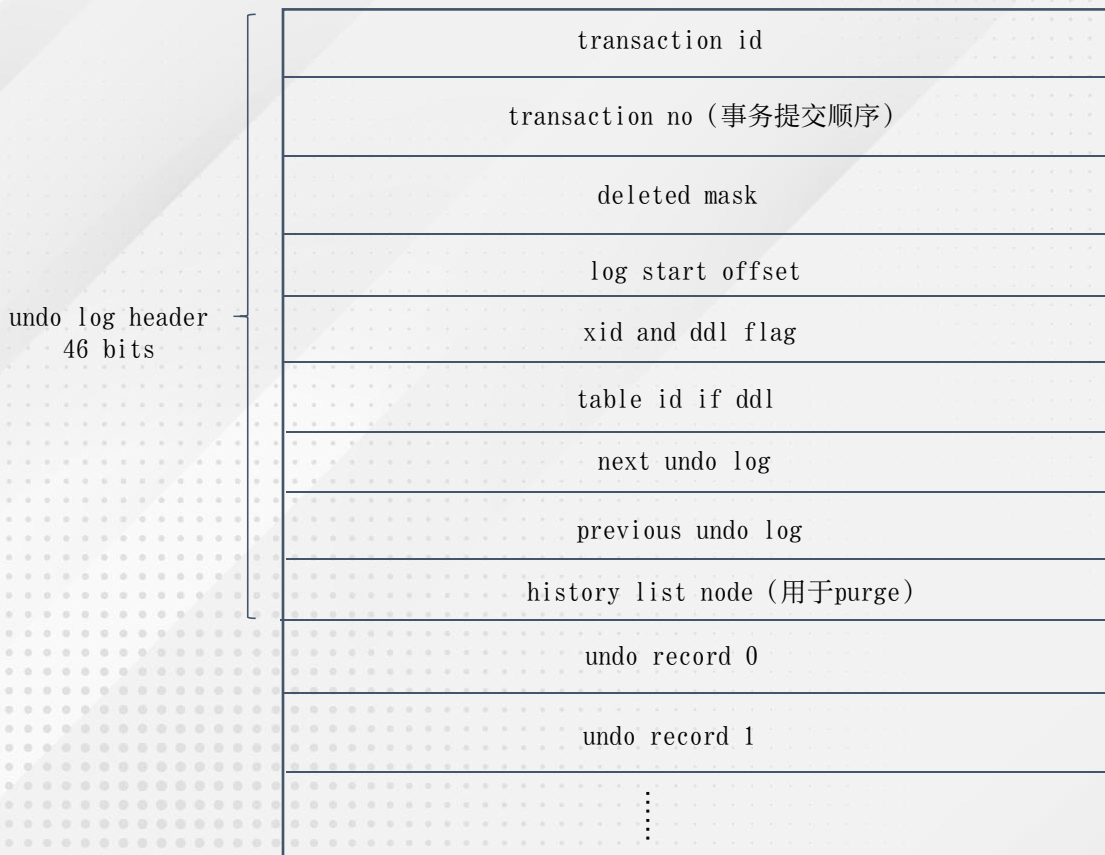 transaction id
transaction no（事务提交顺序）
deleted mask
log start offset
undo log header
46 bits
xid and ddl flag
table id if ddl
next undo log
previous undo log
history list node（用于purge）
undo record 0
undo record 1
⋮